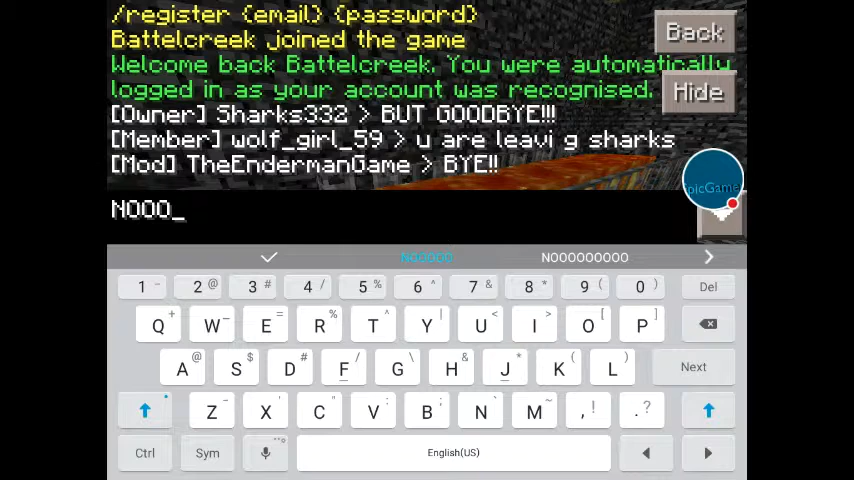 /register {email} {password}
Battelcreek joined the game
Welcome back Battelcreek. You were automatically
logged in as your account was recognised.
[Owner] Sharks332 > BUT GOODBYE!!!
[Member] wolf_girl_59 > u are leavi g sharks
[Mod] TheEndermanGame > BYE!!
Back
Hide
EpicGame
NOOO_
NOOOOO NOOOOOOOOO
1 - 2 @ 3 # 4 / 5 % 6 ^ 7 & 8 * 9 ( 0 ) Del
Q + W _ E = R % T ^ Y | U < I > O [ P ]
A @ S $ D # F / G \ H & J * K ( L ) Next
Z - X ' C " V : B ; N ~ M ~ , ! . ?
Ctrl Sym English(US)